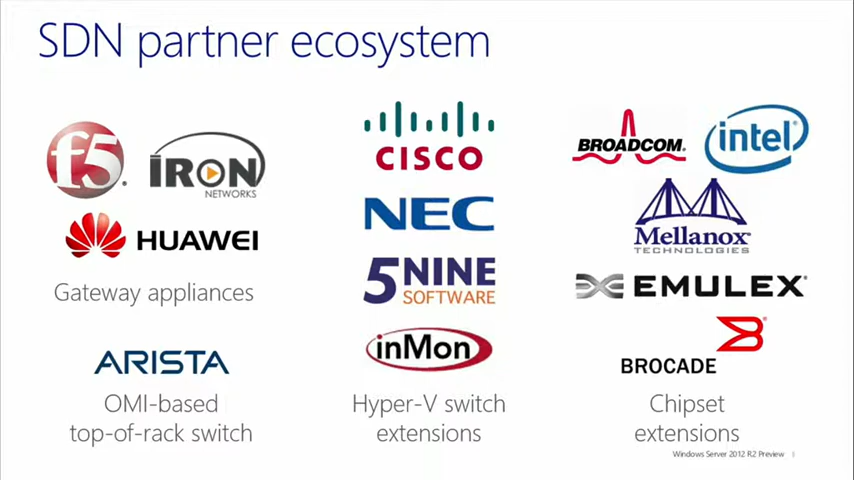 SDN partner ecosystem
f5
iRON
NETWORKS
HUAWEI
Gateway appliances
ARISTA
OMI-based
top-of-rack switch
CISCO
NEC
5NINE
SOFTWARE
inMon
Hyper-V switch
extensions
BROADCOM.
intel
Mellanox
TECHNOLOGIES
EMULEX
BROCADE
Chipset
extensions
Windows Server 2012 R2 Preview |